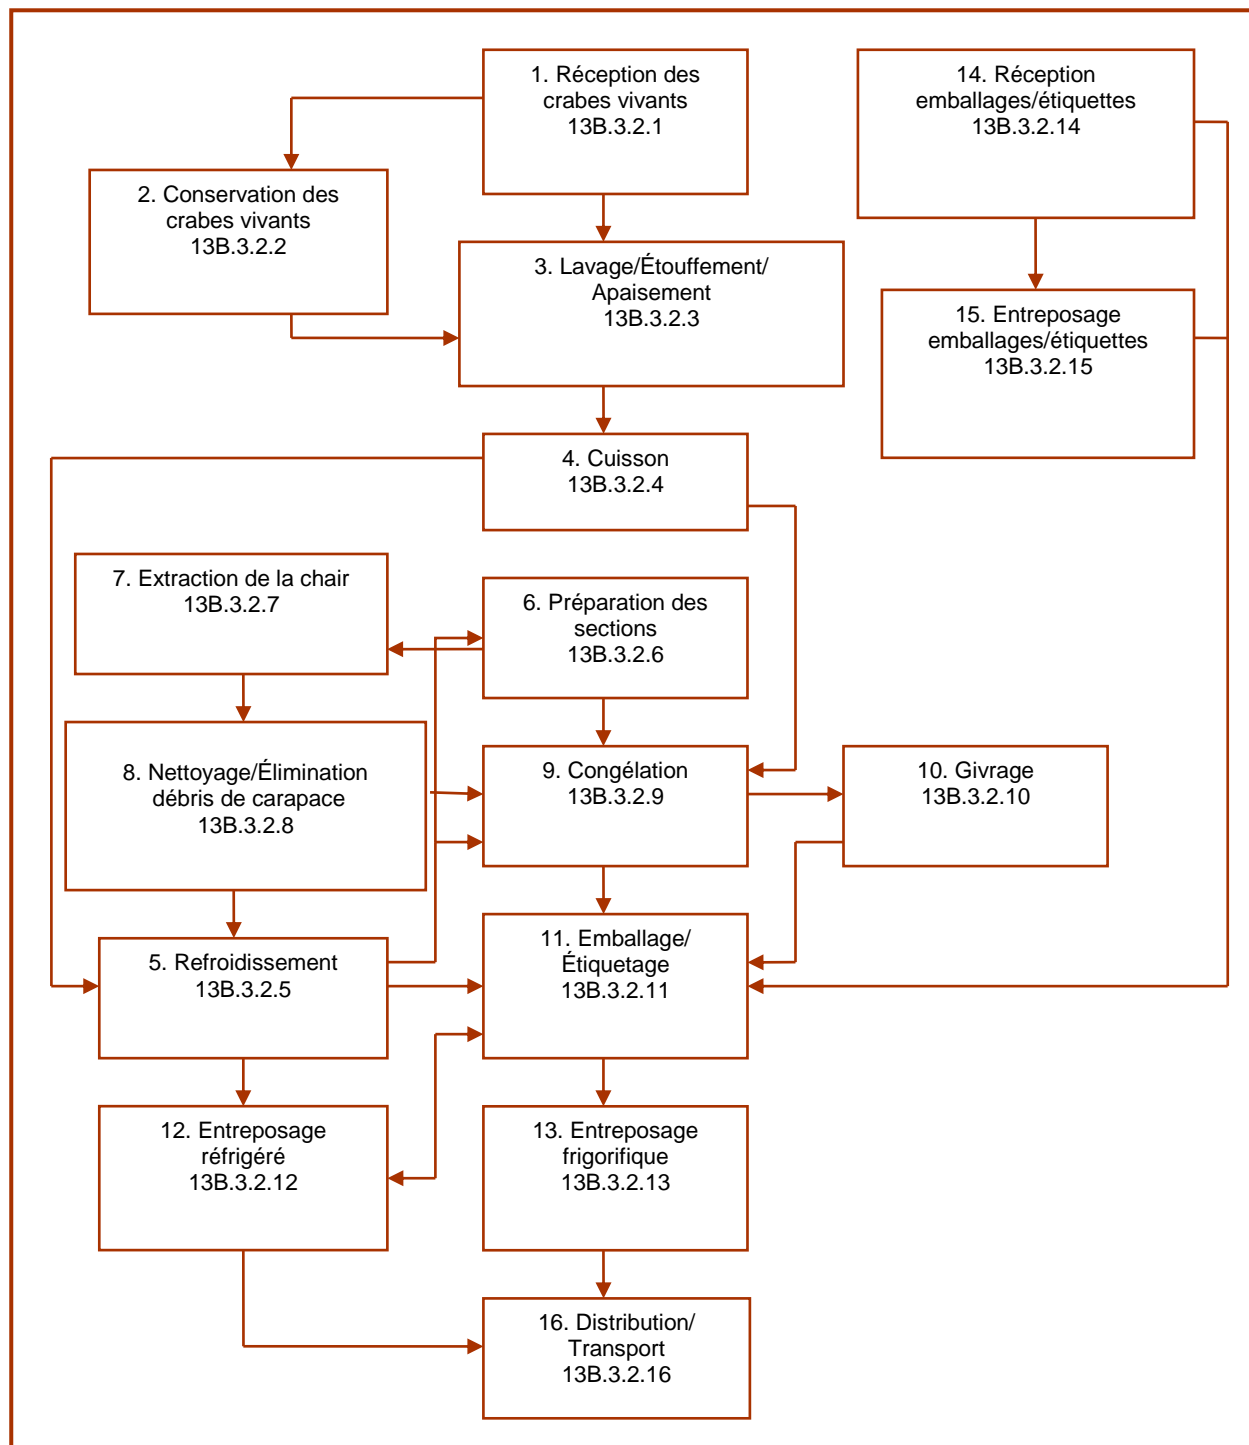 1. Réception des
crabes vivants
13B.3.2.1
14. Réception
emballages/étiquettes
13B.3.2.14
2. Conservation des
crabes vivants
13B.3.2.2
3. Lavage/Étouffement/
Apaisement
13B.3.2.3
15. Entreposage
emballages/étiquettes
13B.3.2.15
4. Cuisson
13B.3.2.4
7. Extraction de la chair
13B.3.2.7
6. Préparation des
sections
13B.3.2.6
8. Nettoyage/Élimination
débris de carapace
13B.3.2.8
9. Congélation
13B.3.2.9
10. Givrage
13B.3.2.10
5. Refroidissement
13B.3.2.5
11. Emballage/
Étiquetage
13B.3.2.11
12. Entreposage
réfrigéré
13B.3.2.12
13. Entreposage
frigorifique
13B.3.2.13
16. Distribution/
Transport
13B.3.2.16